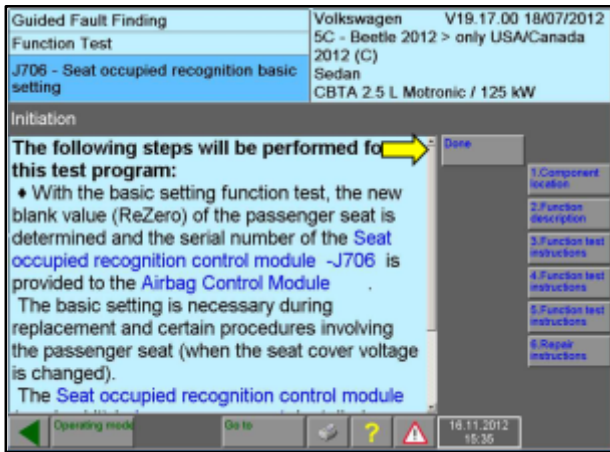 Guided Fault Finding
Function Test
J706 - Seat occupied recognition basic
setting
Volkswagen V19.17.00 18/07/2012
5C - Beetle 2012 > only USA/Canada
2012 (C)
Sedan
CBTA 2.5 L Motronic / 125 kW
Initiation
The following steps will be performed fo
this test program:
♦ With the basic setting function test, the new
blank value (ReZero) of the passenger seat is
determined and the serial number of the Seat
occupied recognition control module -J706 is
provided to the Airbag Control Module .
The basic setting is necessary during
replacement and certain procedures involving
the passenger seat (when the seat cover voltage
is changed).
The Seat occupied recognition control module
Done
1.Component
location
2.Function
description
3.Function test
instructions
4.Function test
instructions
5.Function test
instructions
6.Repair
instructions
Operating mode
Go to
?
16.11.2012
15:35